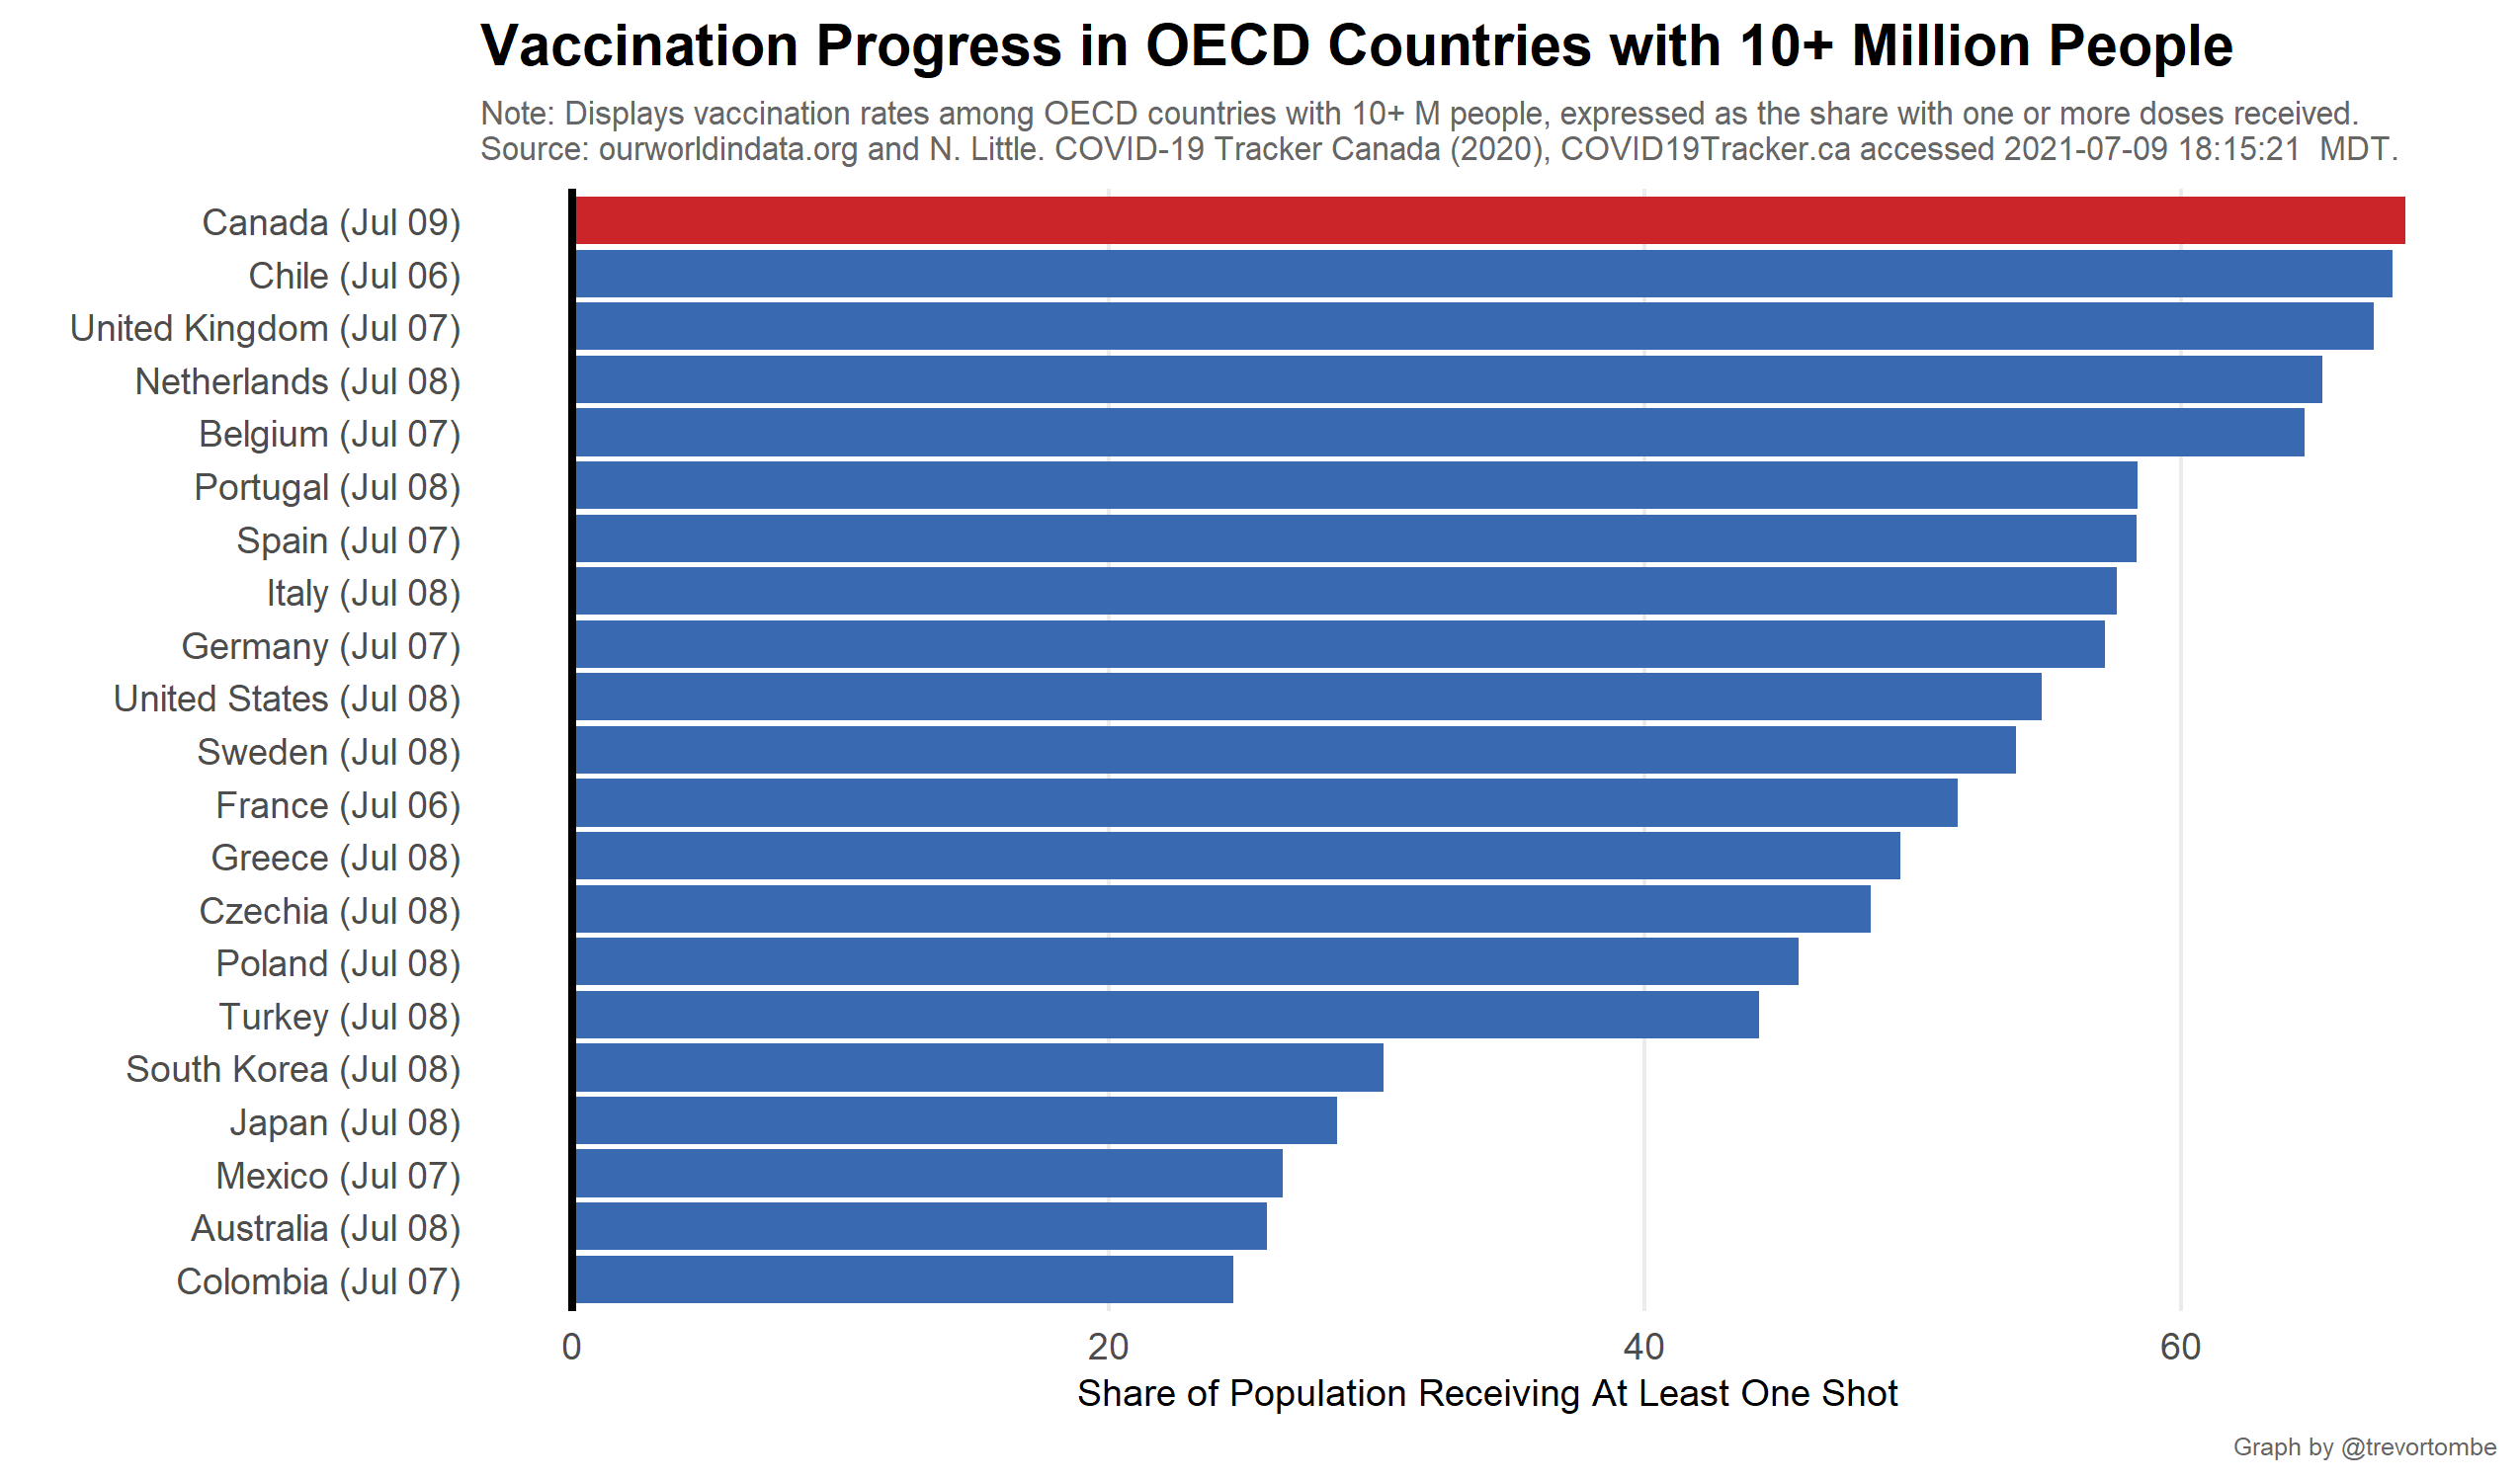 Vaccination Progress in OECD Countries with 10+ Million People
Note: Displays vaccination rates among OECD countries with 10+ M people, expressed as the share with one or more doses received.
Source: ourworldindata.org and N. Little. COVID-19 Tracker Canada (2020), COVID19Tracker.ca accessed 2021-07-09 18:15:21  MDT.
Canada (Jul 09)
Chile (Jul 06)
United Kingdom (Jul 07)
Netherlands (Jul 08)
Belgium (Jul 07)
Portugal (Jul 08)
Spain (Jul 07)
Italy (Jul 08)
Germany (Jul 07)
United States (Jul 08)
Sweden (Jul 08)
France (Jul 06)
Greece (Jul 08)
Czechia (Jul 08)
Poland (Jul 08)
Turkey (Jul 08)
South Korea (Jul 08)
Japan (Jul 08)
Mexico (Jul 07)
Australia (Jul 08)
Colombia (Jul 07)
0 20 40 60
Share of Population Receiving At Least One Shot
Graph by @trevortombe